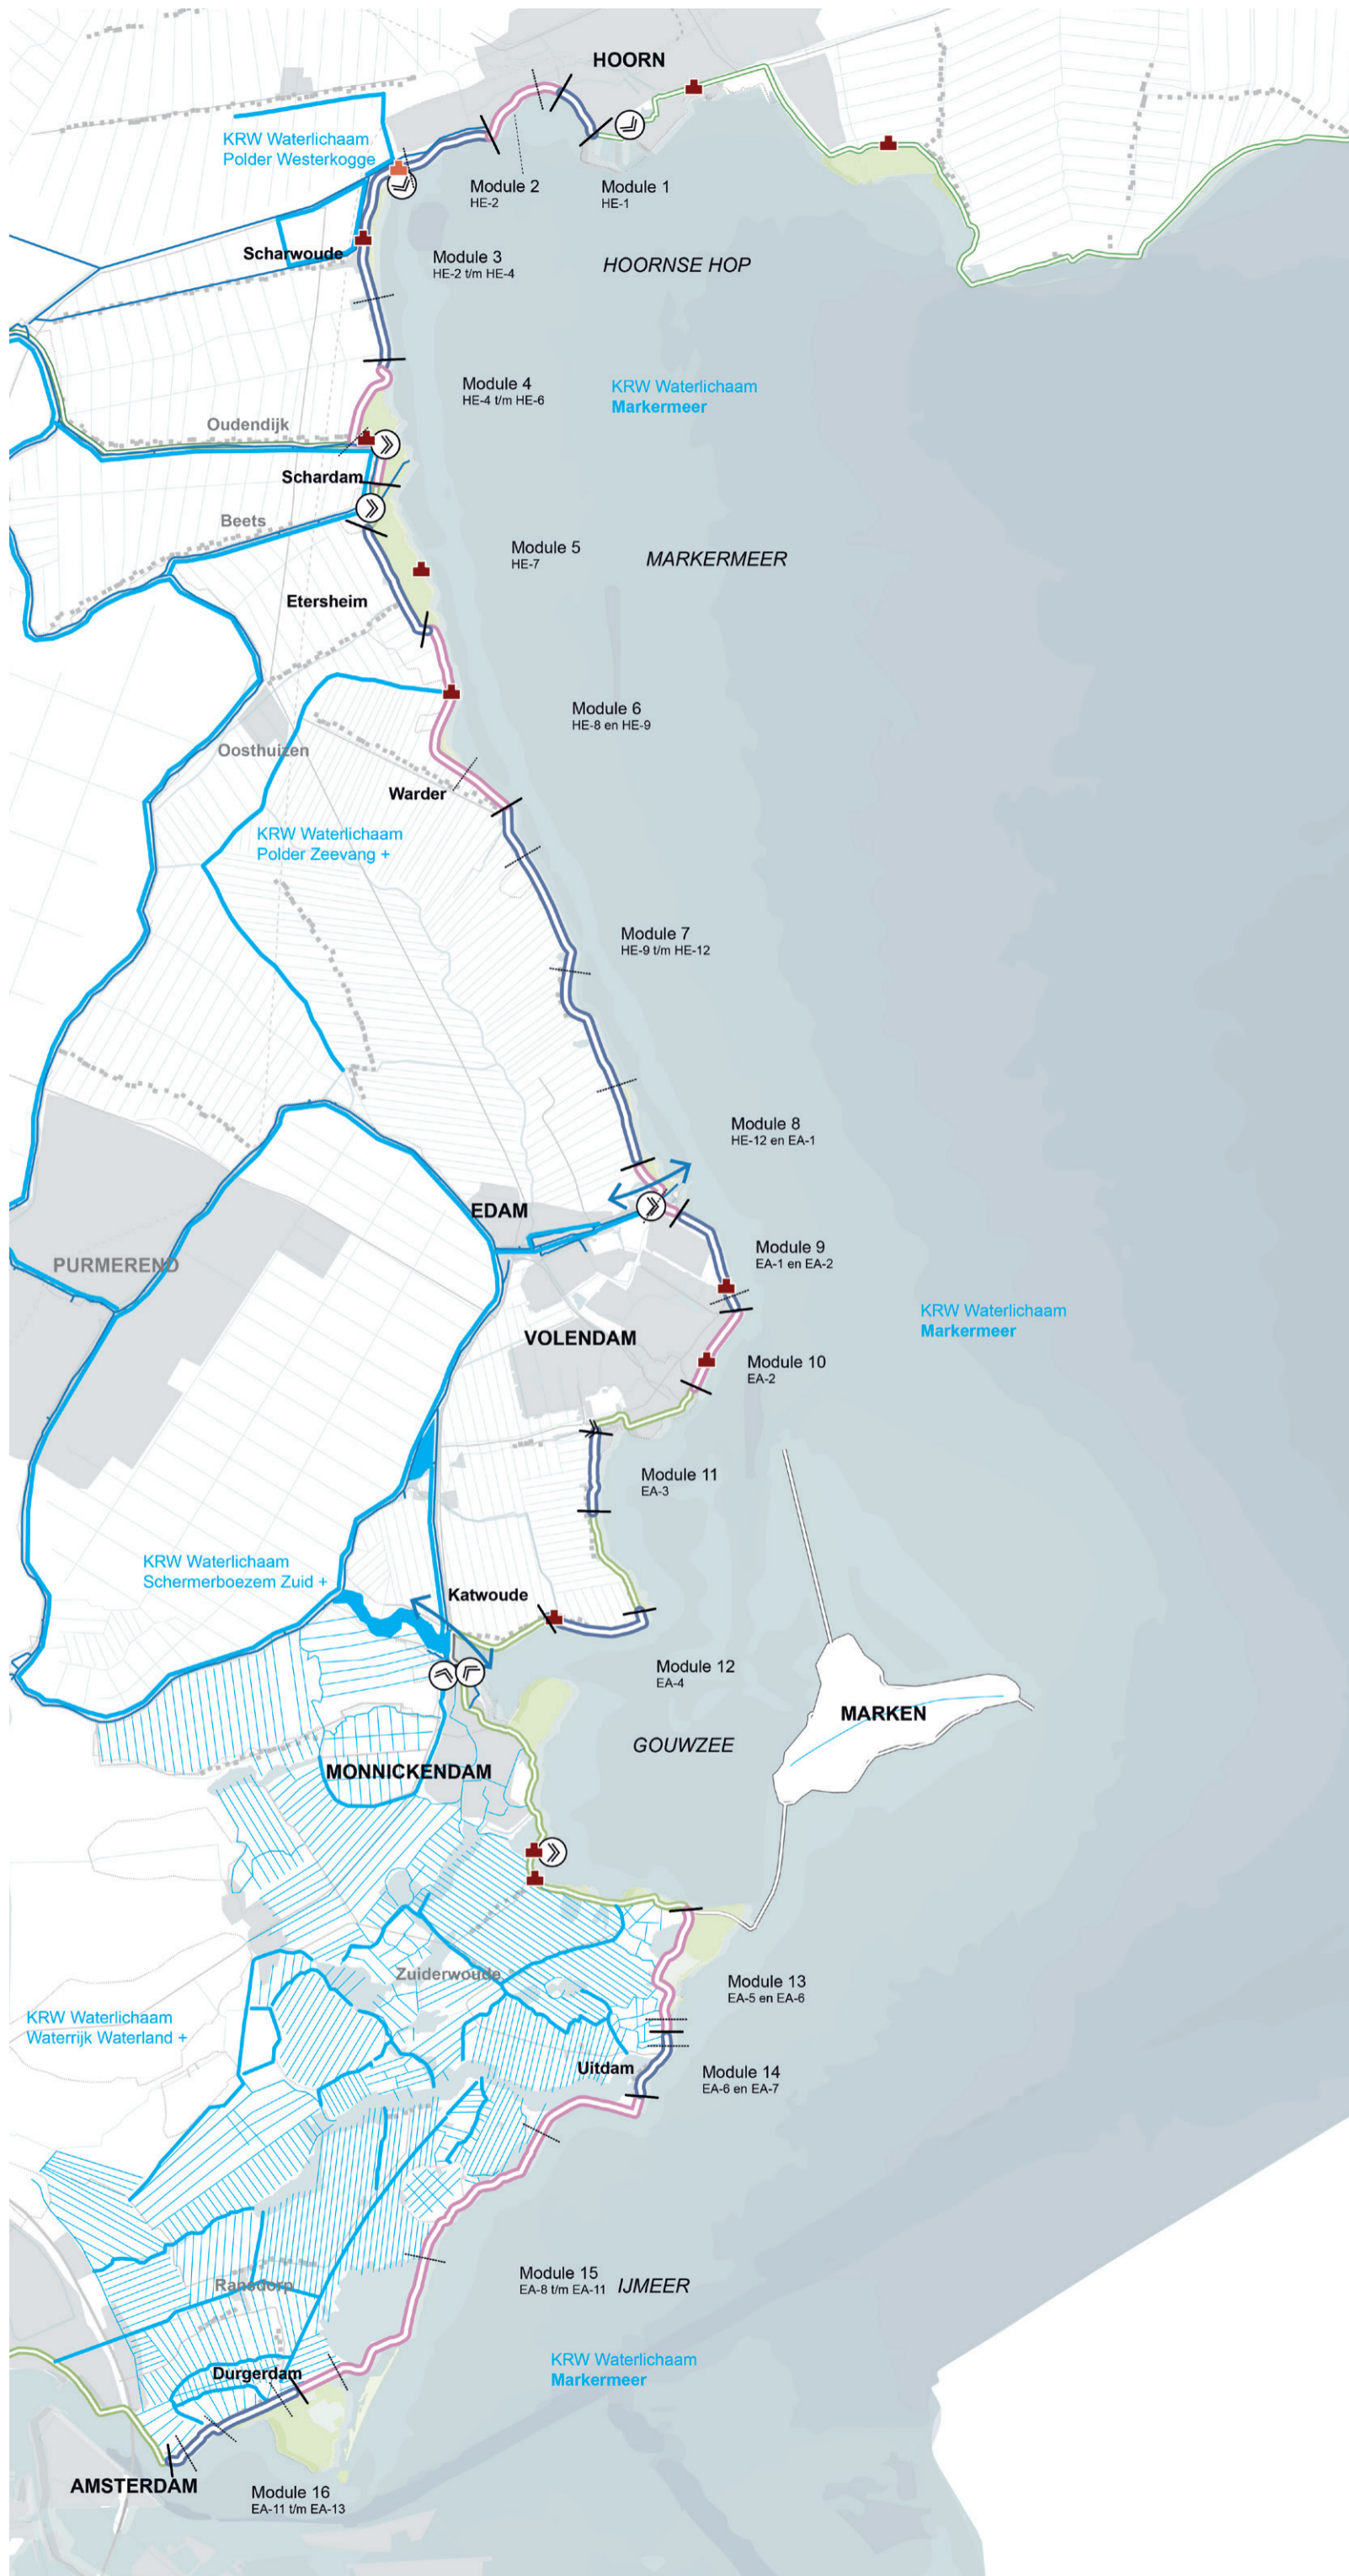 HOORN
KRW Waterlichaam
Polder Westerkogge
Module 2
HE-2
Module 1
HE-1
Scharwoude
Module 3
HE-2 t/m HE-4
HOORNSE HOP
Module 4
HE-4 t/m HE-6
KRW Waterlichaam
Markermeer
Oudendijk
Schardam
Beets
Module 5
HE-7
MARKERMEER
Etersheim
Module 6
HE-8 en HE-9
Oosthuizen
Warder
KRW Waterlichaam
Polder Zeevang +
Module 7
HE-9 t/m HE-12
Module 8
HE-12 en EA-1
EDAM
PURMEREND
Module 9
EA-1 en EA-2
KRW Waterlichaam
Markermeer
VOLENDAM
Module 10
EA-2
Module 11
EA-3
KRW Waterlichaam
Schermerboezem Zuid +
Katwoude
Module 12
EA-4
MARKEN
GOUWZEE
MONNICKENDAM
Zuiderwoude
Module 13
EA-5 en EA-6
KRW Waterlichaam
Waterrijk Waterland +
Uitdam
Module 14
EA-6 en EA-7
Module 15
EA-8 t/m EA-11
IJMEER
Ransdorp
KRW Waterlichaam
Markermeer
Durgerdam
AMSTERDAM
Module 16
EA-11 t/m EA-13